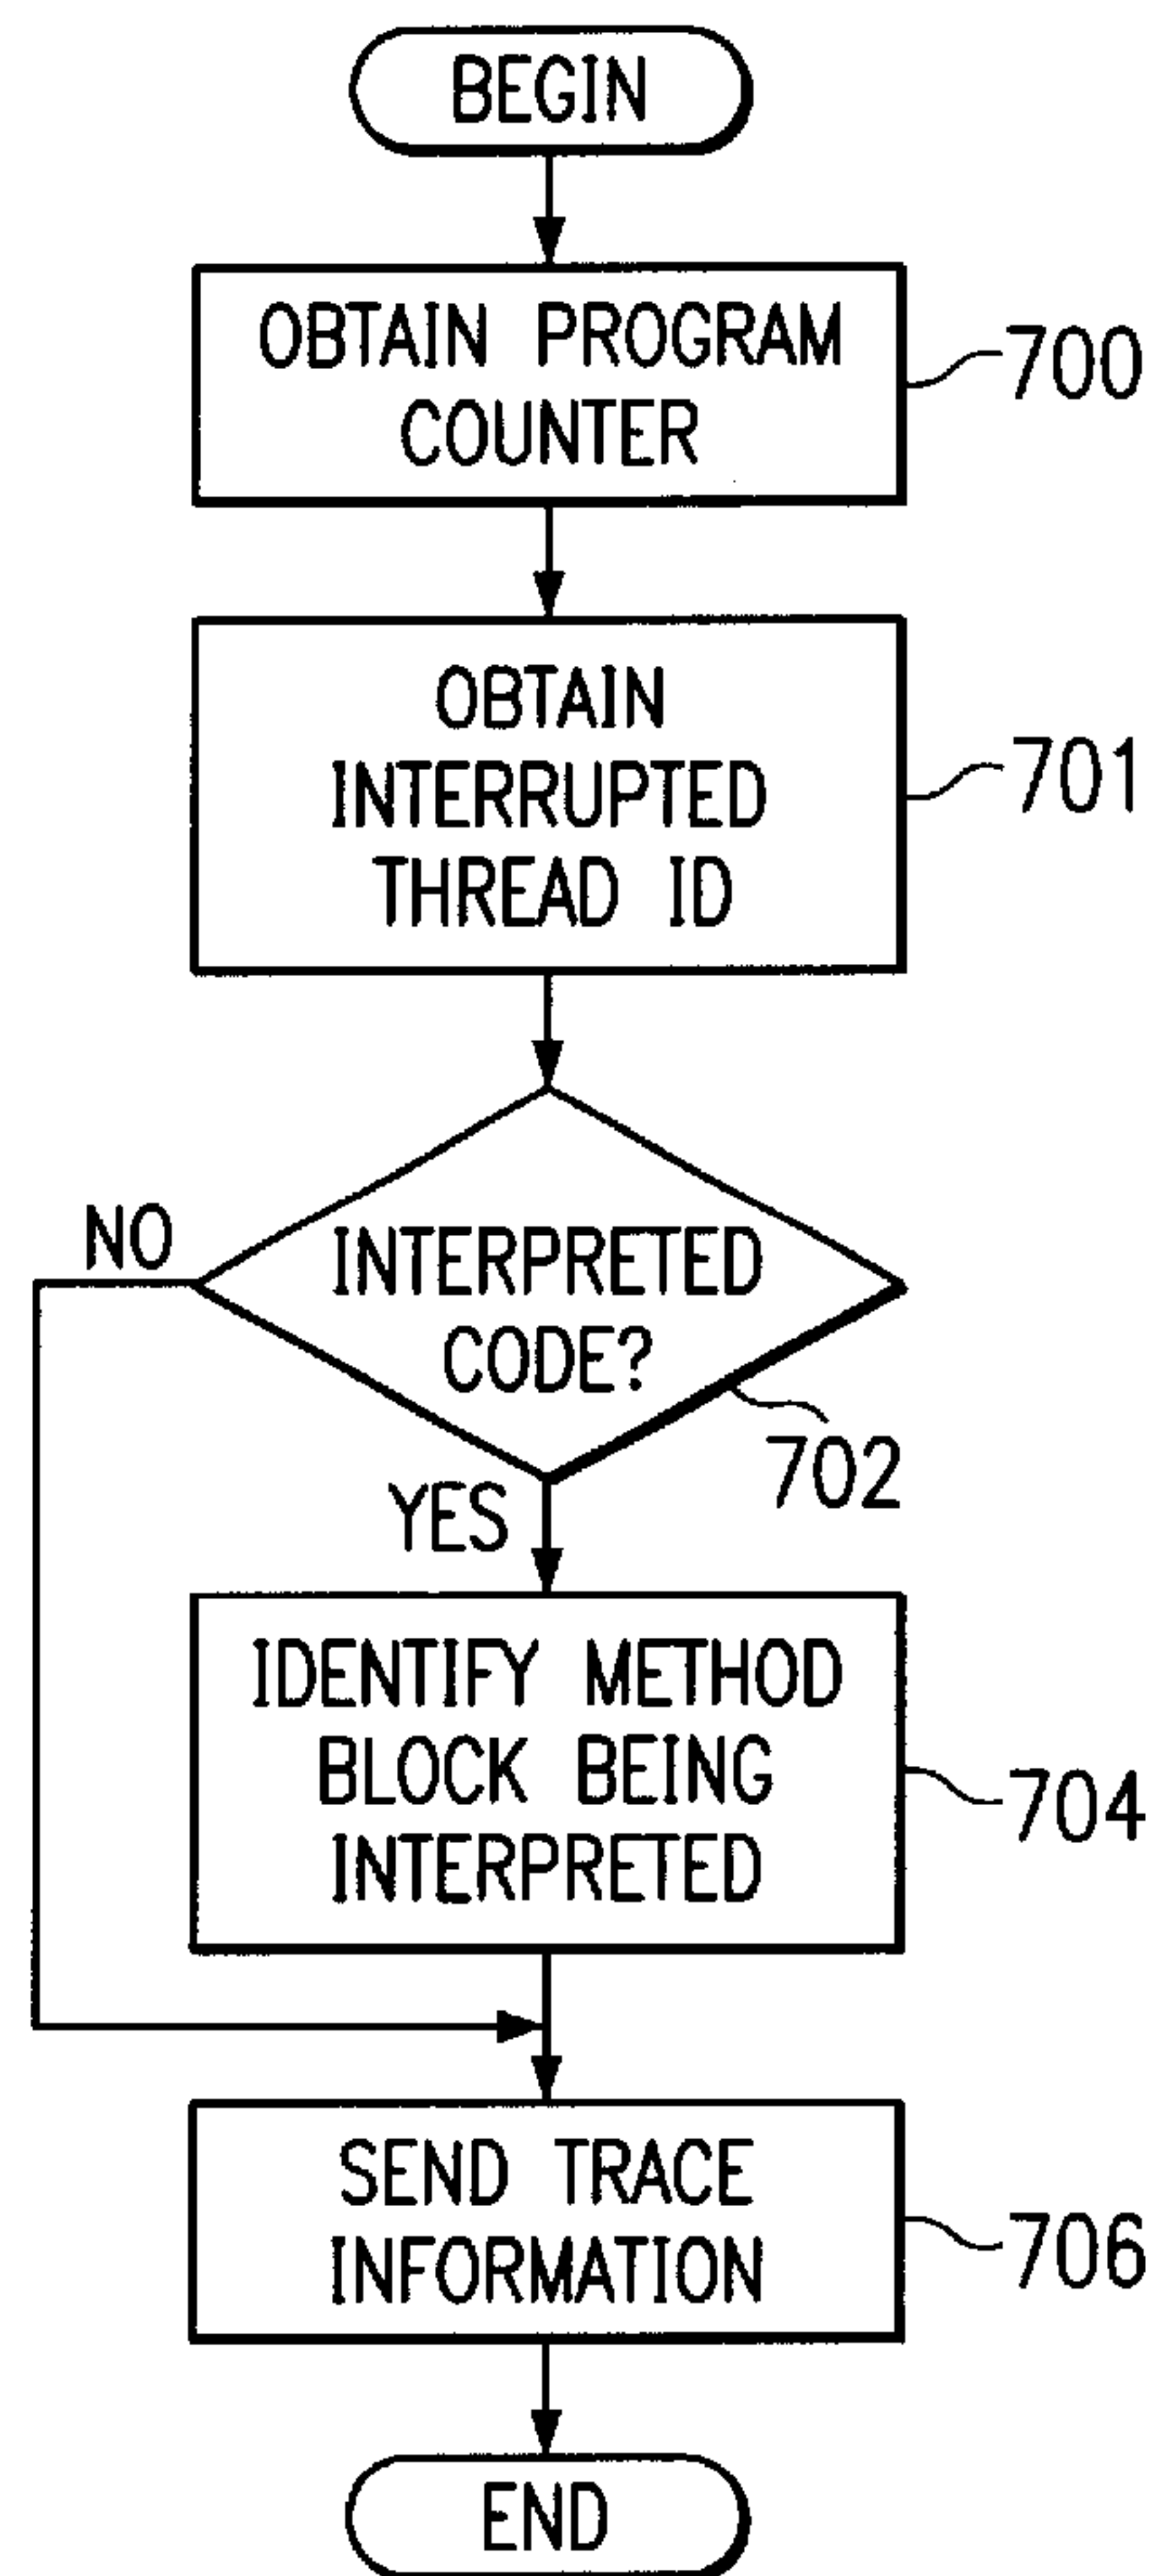 BEGIN
OBTAIN PROGRAM
COUNTER
700
OBTAIN
INTERRUPTED
THREAD ID
701
NO
INTERPRETED
CODE?
702
YES
IDENTIFY METHOD
BLOCK BEING
INTERPRETED
704
SEND TRACE
INFORMATION
706
END